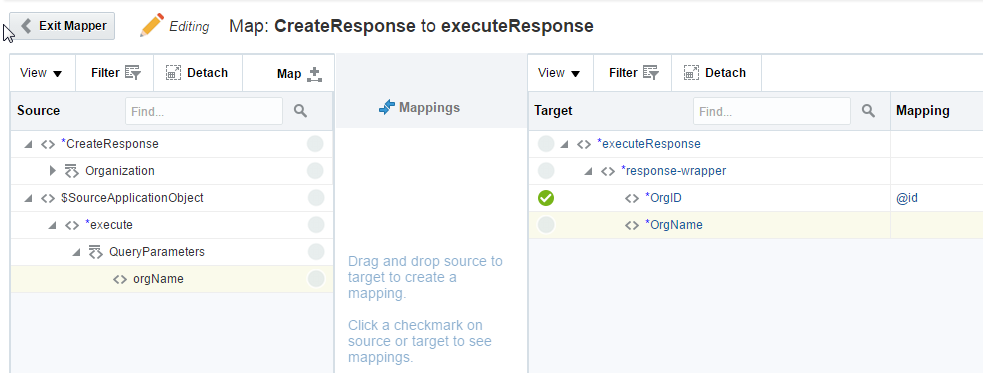 Exit Mapper Editing Map: CreateResponse to executeResponse
View Filter Detach Map View Filter Detach
Source Find... Mappings Target Find... Mapping
*CreateResponse *executeResponse
Organization *response-wrapper
$SourceApplicationObject *OrgID @id
*execute *OrgName
QueryParameters
orgName
Drag and drop source to
target to create a
mapping.
Click a checkmark on
source or target to see
mappings.